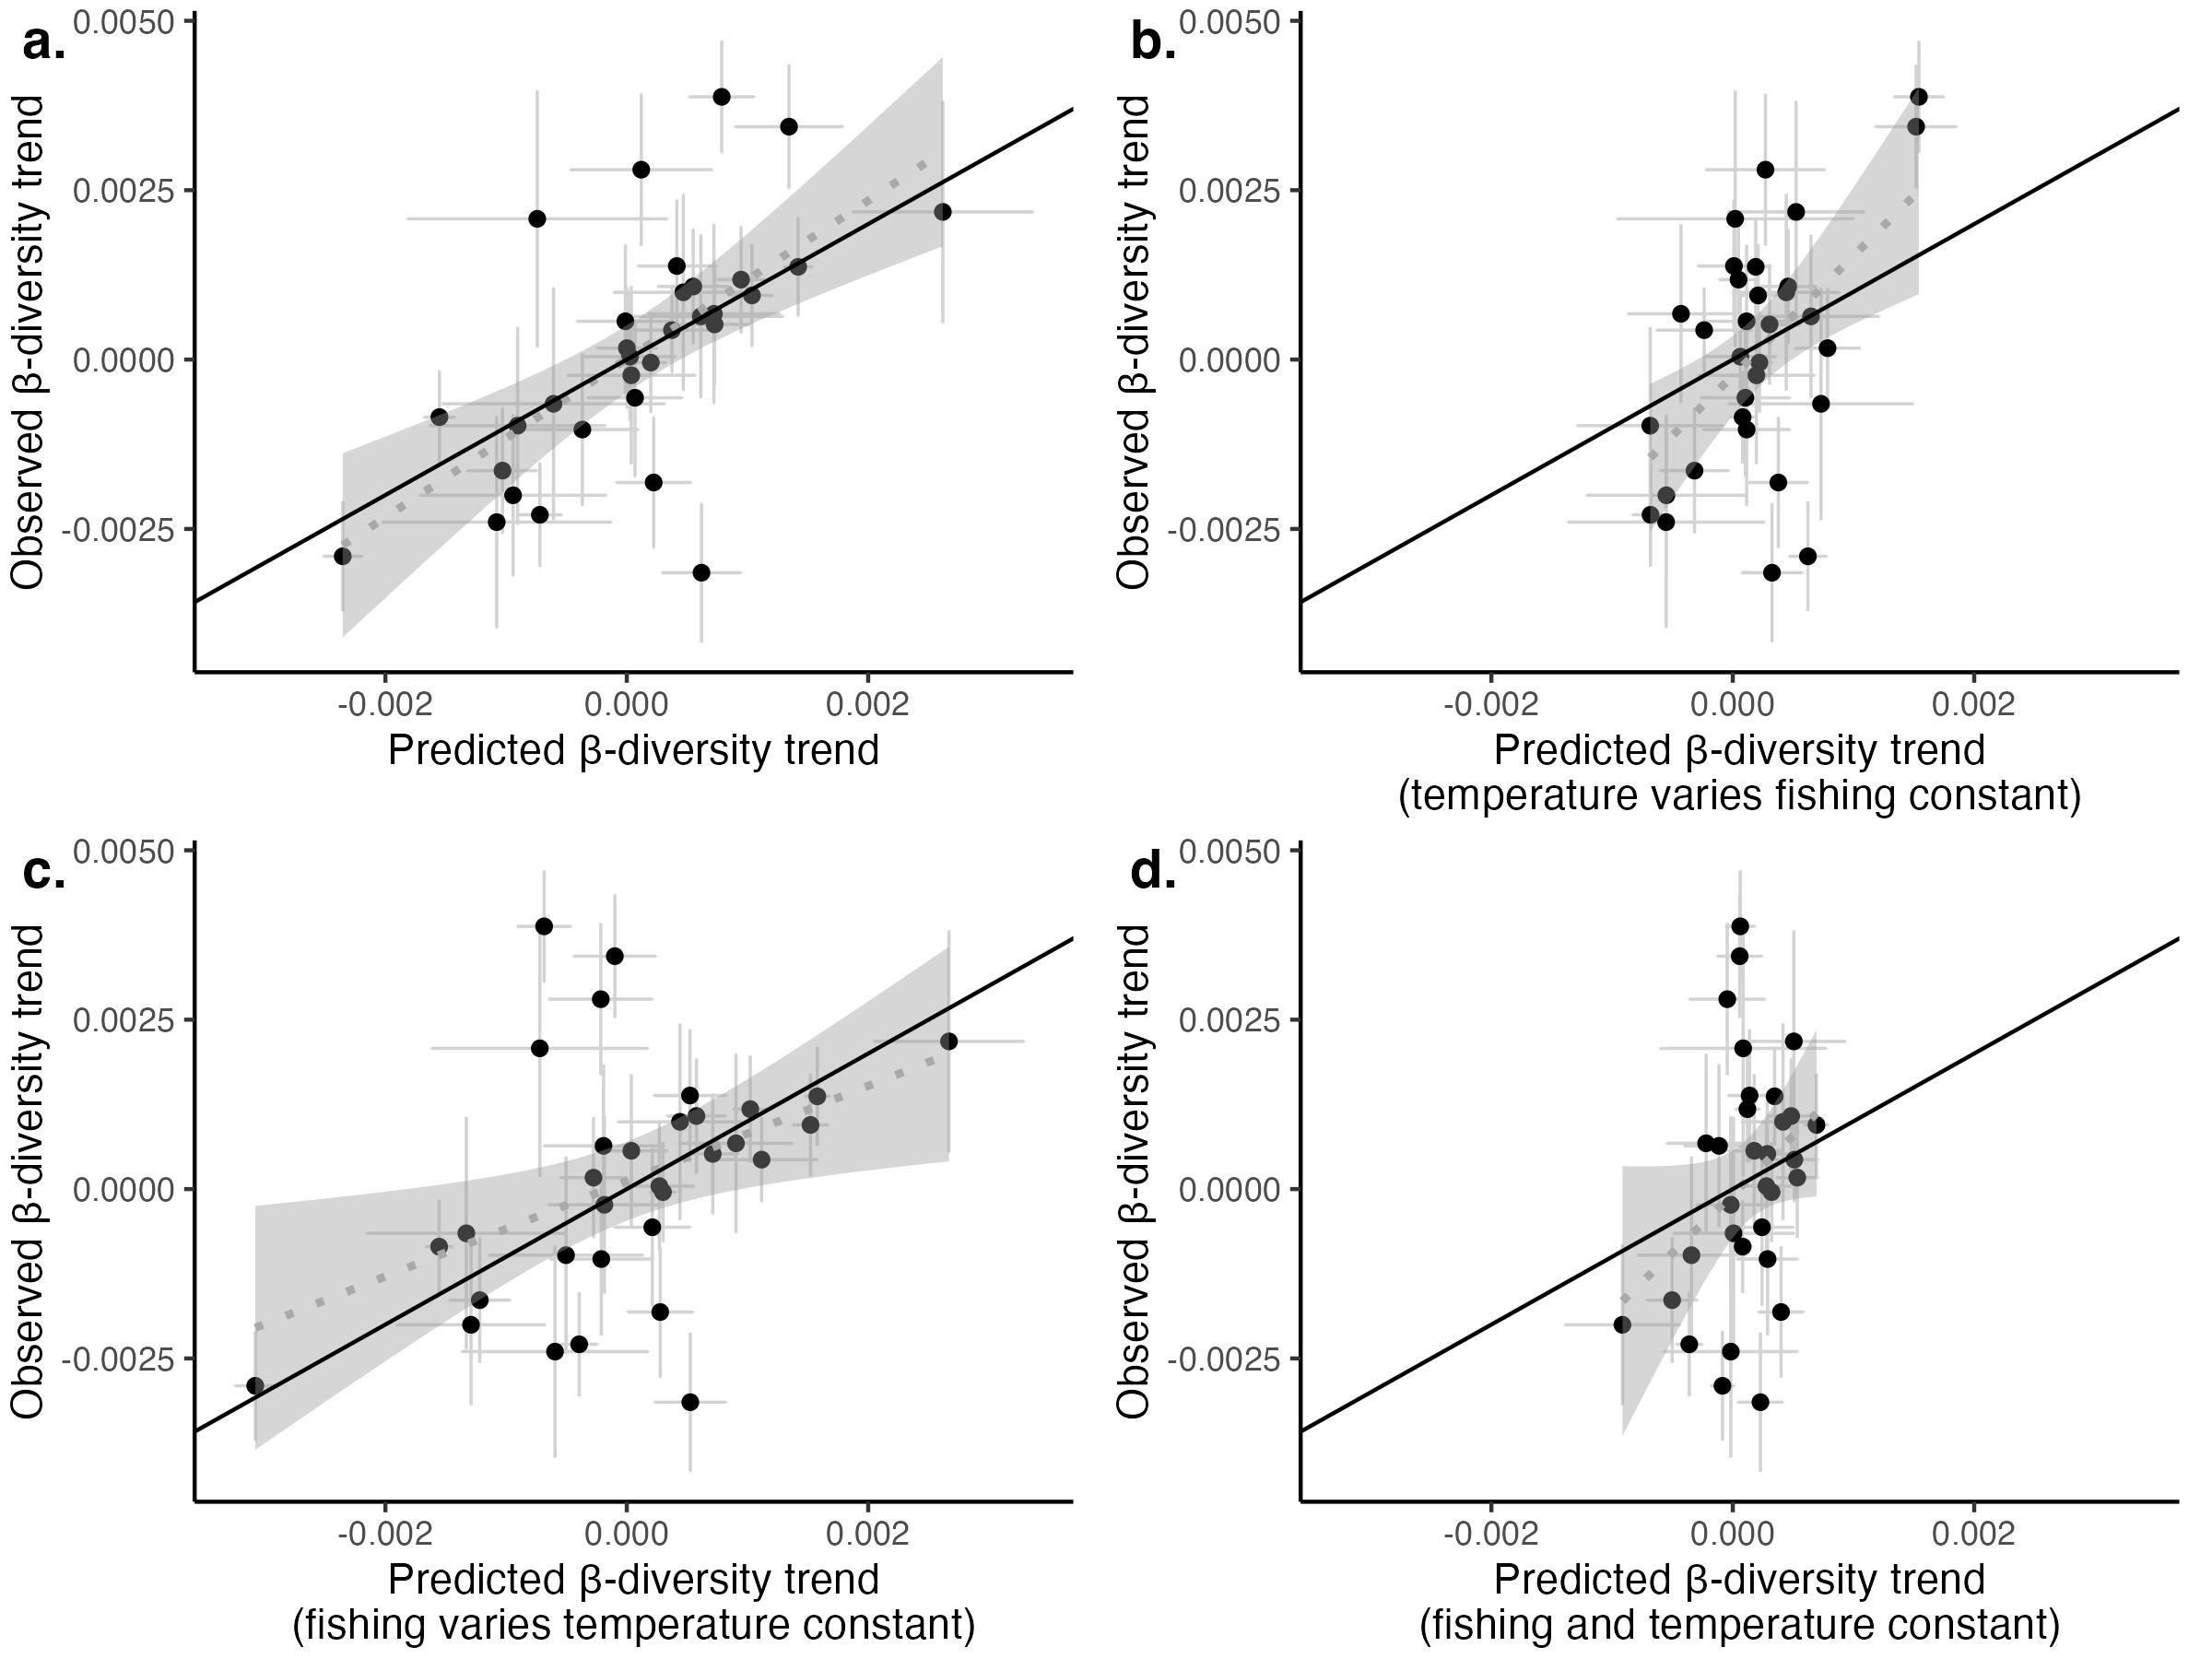 a.
0.0050
0.0025
0.0000
-0.0025
Observed β-diversity trend
-0.002 0.000 0.002
Predicted β-diversity trend
b.
0.0050
0.0025
0.0000
-0.0025
Observed β-diversity trend
-0.002 0.000 0.002
Predicted β-diversity trend
(temperature varies fishing constant)
c.
0.0050
0.0025
0.0000
-0.0025
Observed β-diversity trend
-0.002 0.000 0.002
Predicted β-diversity trend
(fishing varies temperature constant)
d.
0.0050
0.0025
0.0000
-0.0025
Observed β-diversity trend
-0.002 0.000 0.002
Predicted β-diversity trend
(fishing and temperature constant)